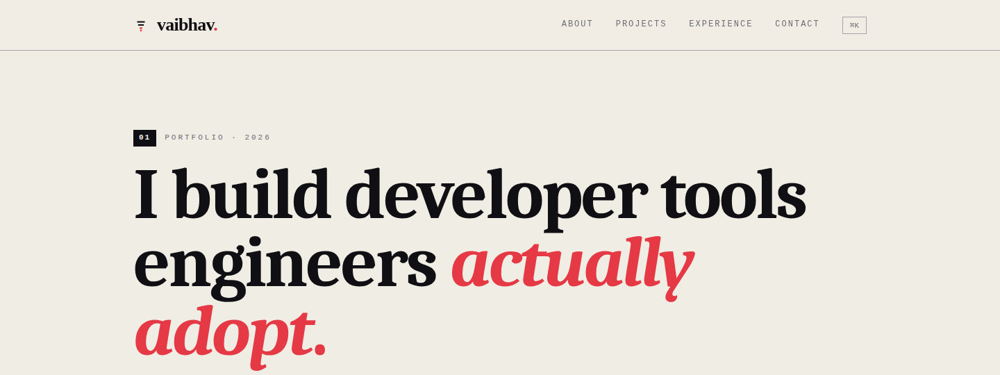 vaibhav.
ABOUT PROJECTS EXPERIENCE CONTACT ⌘K
01 PORTFOLIO · 2026
I build developer tools
engineers actually
adopt.